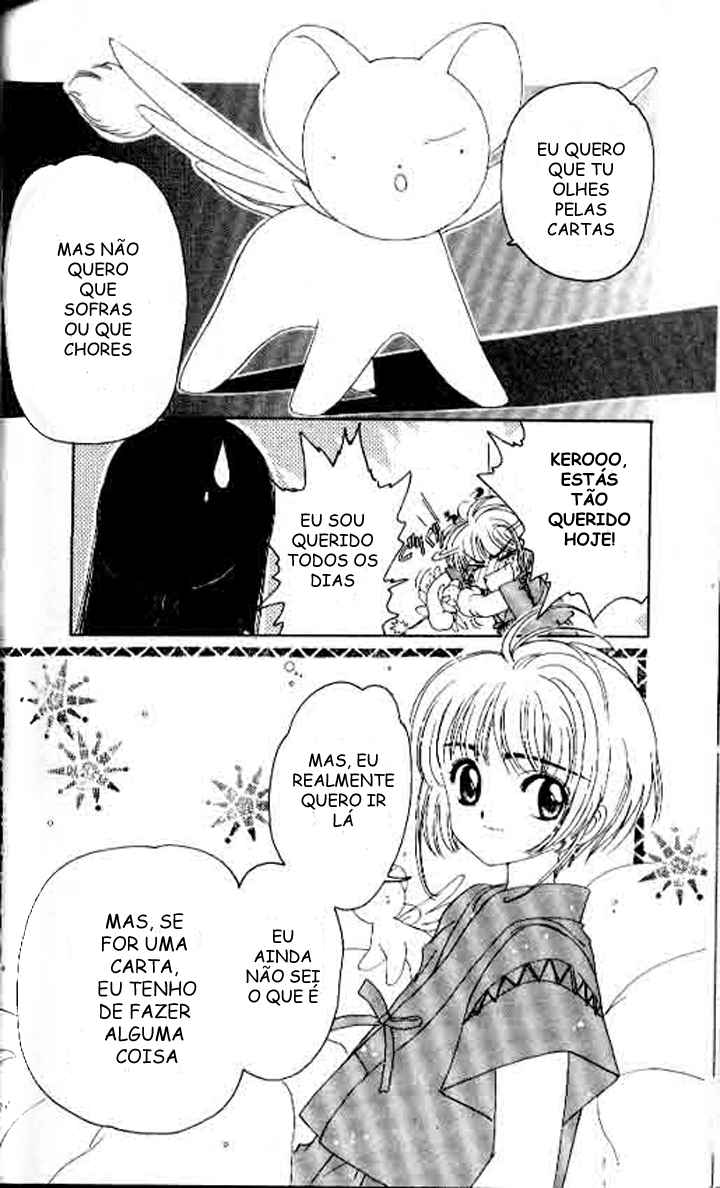 EU QUERO
QUE TU
OLHES
PELAS
CARTAS
MAS NÃO
QUERO
QUE
SOFRAS
OU QUE
CHORES
KEROOO,
ESTÁS
TÃO
QUERIDO
HOJE!
EU SOU
QUERIDO
TODOS OS
DIAS
MAS, EU
REALMENTE
QUERO IR
LÁ
EU
AINDA
NÃO SEI
O QUE É
MAS, SE
FOR UMA
CARTA,
EU TENHO
DE FAZER
ALGUMA
COISA